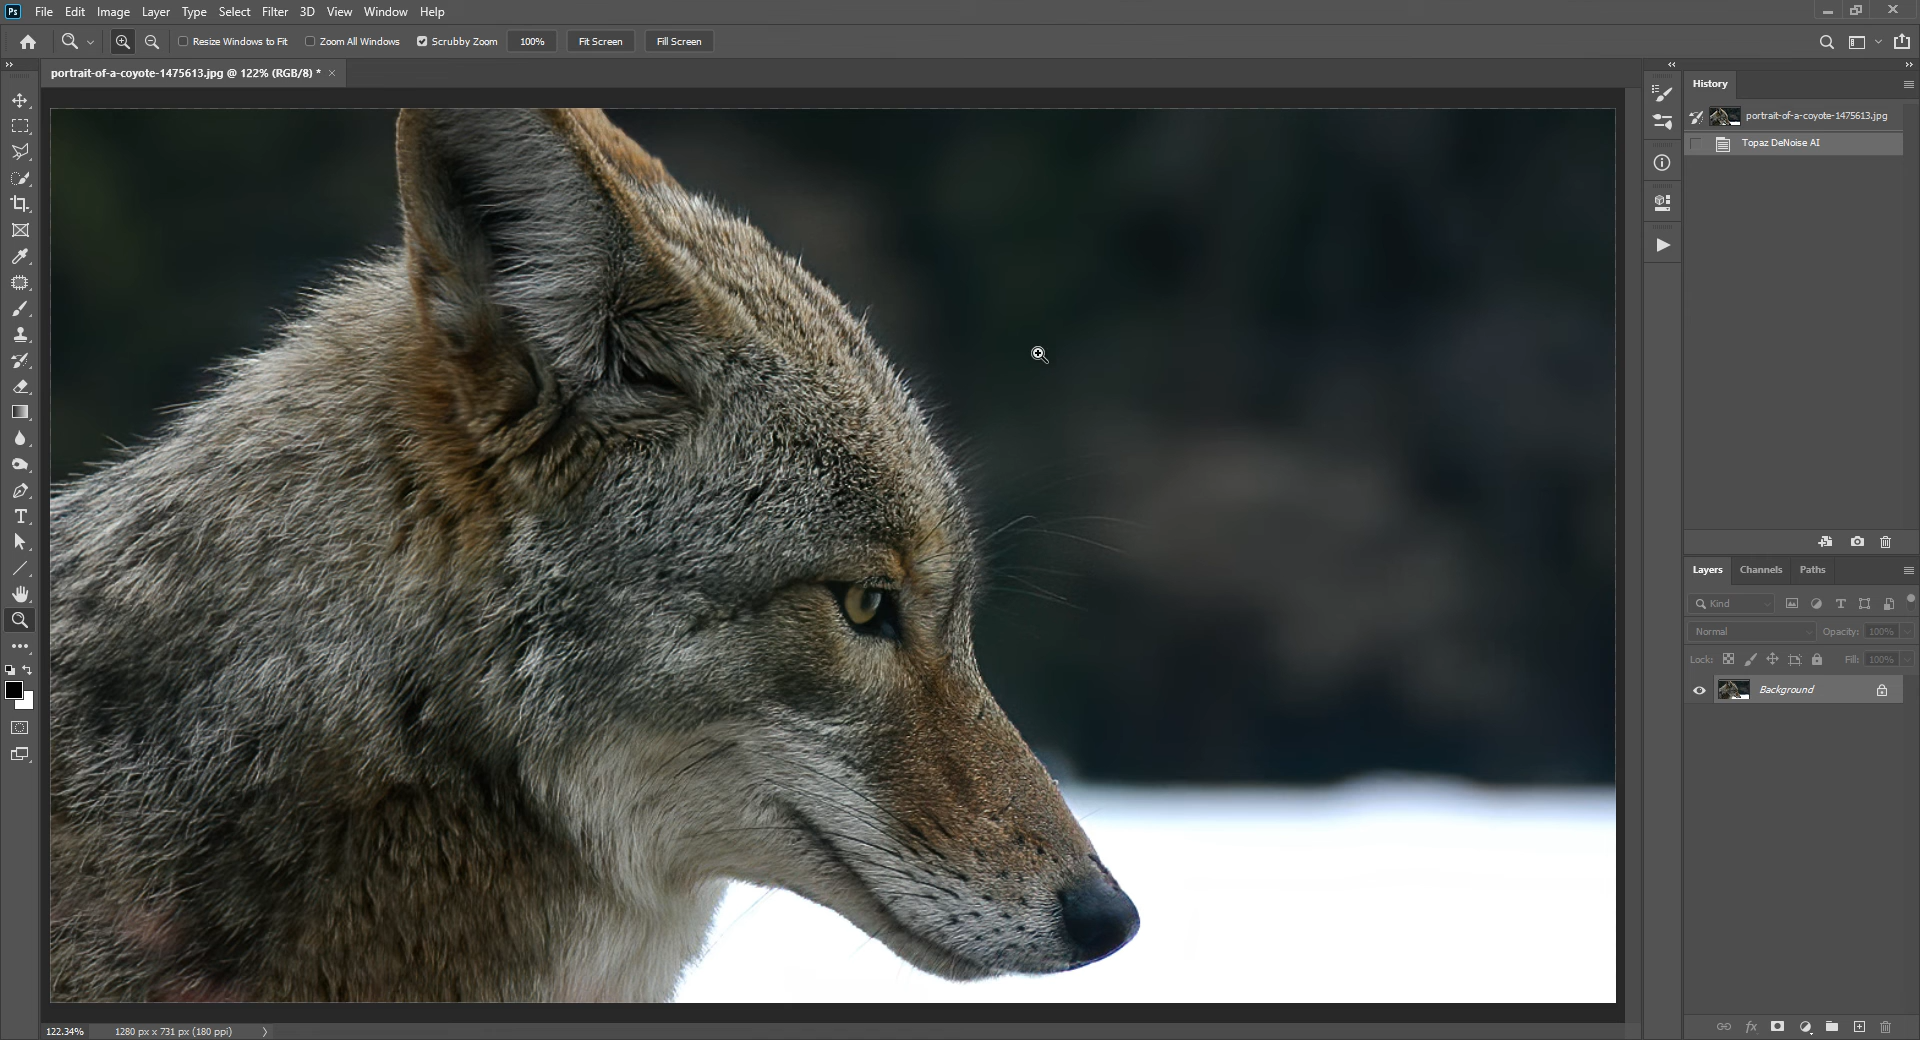 Ps File Edit Image Layer Type Select Filter 3D View Window Help
Resize Windows to Fit Zoom All Windows Scrubby Zoom 100% Fit Screen Fill Screen
portrait-of-a-coyote-1475613.jpg @ 122% (RGB/8) *
History
portrait-of-a-coyote-1475613.jpg
Topaz DeNoise AI
Layers Channels Paths
Kind
Normal Opacity: 100%
Lock: Fill: 100%
Background
122.34% 1280 px x 731 px (180 ppi)